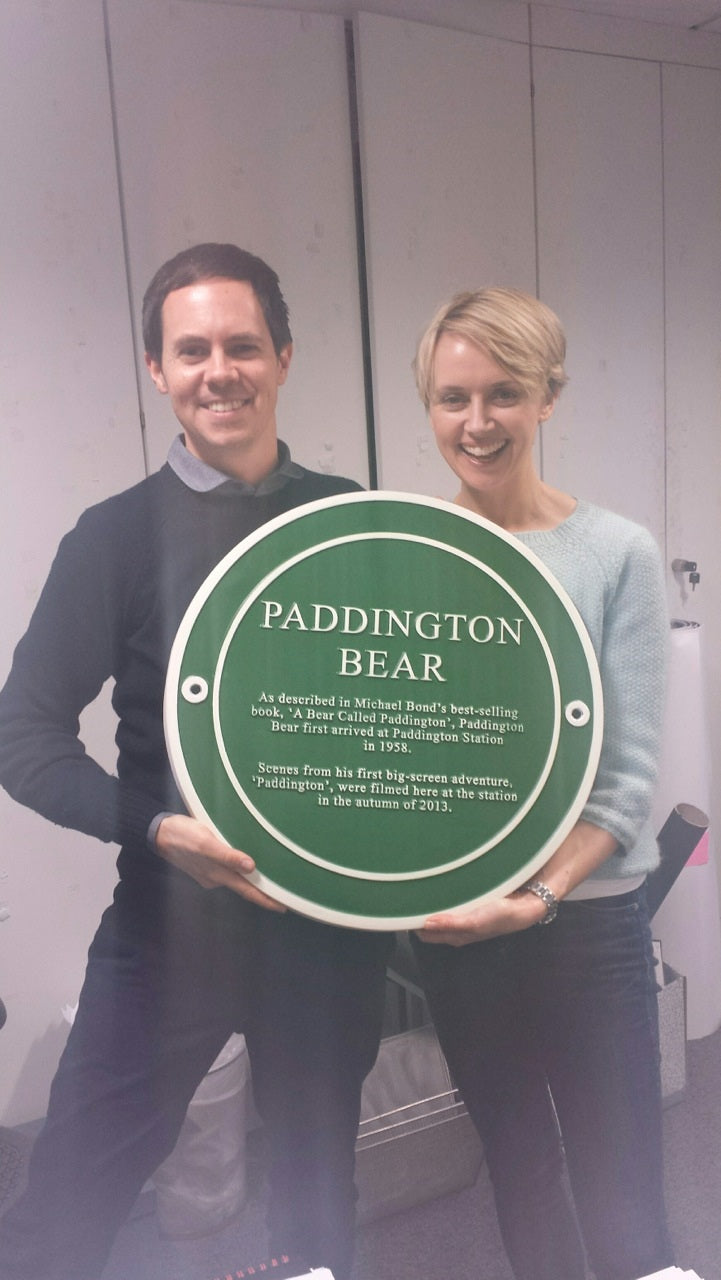 PADDINGTON
BEAR
As described in Michael Bond's best-selling
book, 'A Bear Called Paddington', Paddington
Bear first arrived at Paddington Station
in 1958.
Scenes from his first big-screen adventure,
'Paddington', were filmed here at the station
in the autumn of 2013.